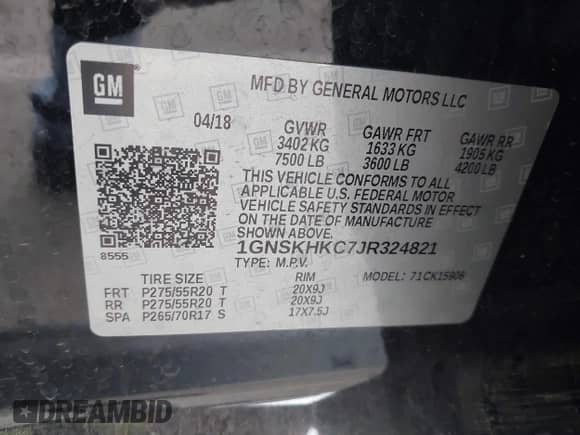 GM
MFD BY GENERAL MOTORS LLC
04/18 GVWR GAWR FRT GAWR RR
3402 KG 1633 KG 1905 KG
7500 LB 3600 LB 4200 LB
THIS VEHICLE CONFORMS TO ALL
APPLICABLE U.S. FEDERAL MOTOR
VEHICLE SAFETY STANDARDS IN EFFECT
ON THE DATE OF MANUFACTURE
SHOWN ABOVE.
8555
1GNSKHKC7JR324821
TYPE: M.P.V.
MODEL: 71CK15906
TIRE SIZE RIM
FRT P275/55R20 T 20X9J
RR P275/55R20 T 20X9J
SPA P265/70R17 S 17X7.5J
DREAMBID